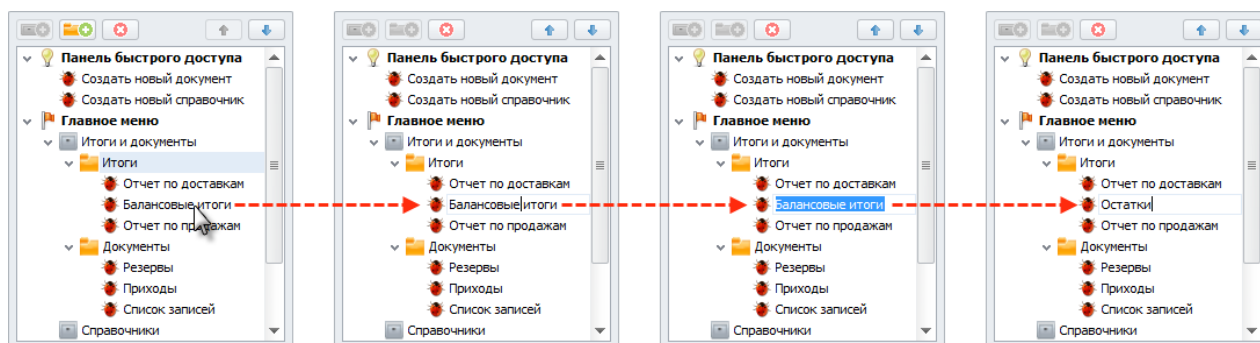 Панель быстрого доступа
Создать новый документ
Создать новый справочник
Главное меню
Итоги и документы
Итоги
Отчет по доставкам
Балансовые итоги
Отчет по продажам
Документы
Резервы
Приходы
Список записей
Справочники
Панель быстрого доступа
Создать новый документ
Создать новый справочник
Главное меню
Итоги и документы
Итоги
Отчет по доставкам
Балансовые итоги
Отчет по продажам
Документы
Резервы
Приходы
Список записей
Справочники
Панель быстрого доступа
Создать новый документ
Создать новый справочник
Главное меню
Итоги и документы
Итоги
Отчет по доставкам
Балансовые итоги
Отчет по продажам
Документы
Резервы
Приходы
Список записей
Справочники
Панель быстрого доступа
Создать новый документ
Создать новый справочник
Главное меню
Итоги и документы
Итоги
Отчет по доставкам
Остатки
Отчет по продажам
Документы
Резервы
Приходы
Список записей
Справочники